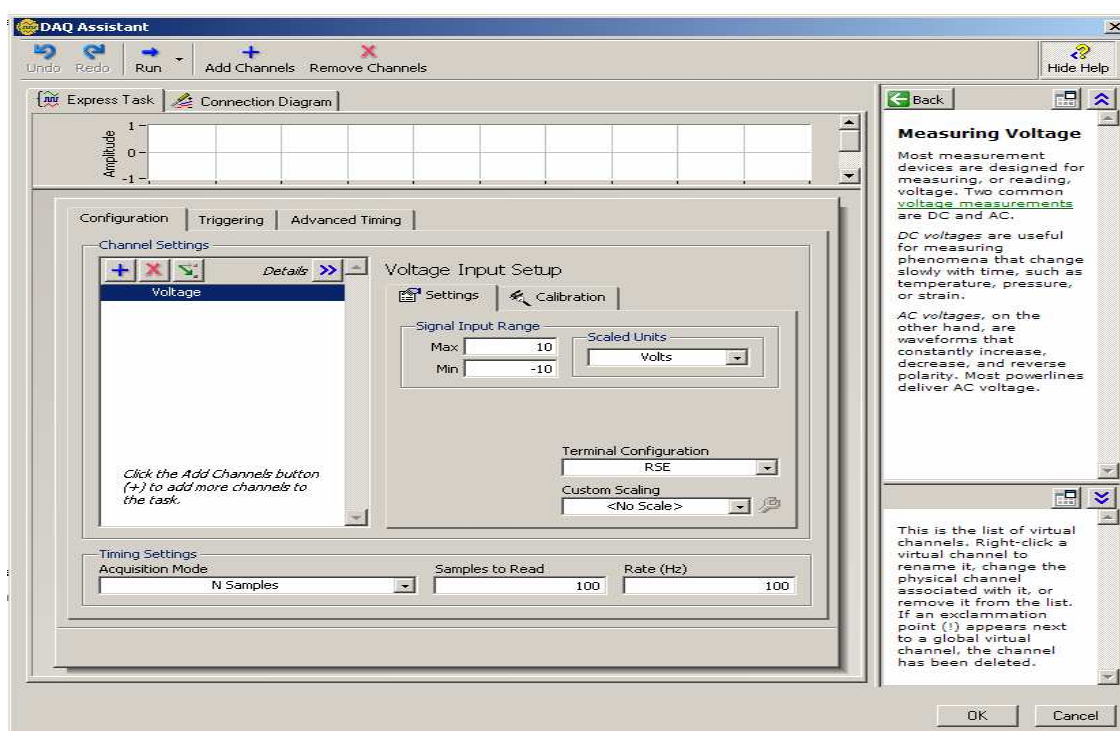 DAQ Assistant
Undo Redo Run Add Channels Remove Channels Hide Help
Express Task Connection Diagram
Amplitude
1
0
-1
Configuration Triggering Advanced Timing
Channel Settings
Details
Voltage
Click the Add Channels button
(+) to add more channels to
the task.
Voltage Input Setup
Settings Calibration
Signal Input Range
Max 10
Min -10
Scaled Units
Volts
Terminal Configuration
RSE
Custom Scaling
<No Scale>
Timing Settings
Acquisition Mode Samples to Read Rate (Hz)
N Samples 100 100
Back
Measuring Voltage
Most measurement
devices are designed for
measuring, or reading,
voltage. Two common
voltage measurements
are DC and AC.
DC voltages are useful
for measuring
phenomena that change
slowly with time, such as
temperature, pressure,
or strain.
AC voltages, on the
other hand, are
waveforms that
constantly increase,
decrease, and reverse
polarity. Most powerlines
deliver AC voltage.
This is the list of virtual
channels. Right-click a
virtual channel to
rename it, change the
physical channel
associated with it, or
remove it from the list.
If an exclammation
point (!) appears next
to a global virtual
channel, the channel
has been deleted.
OK Cancel